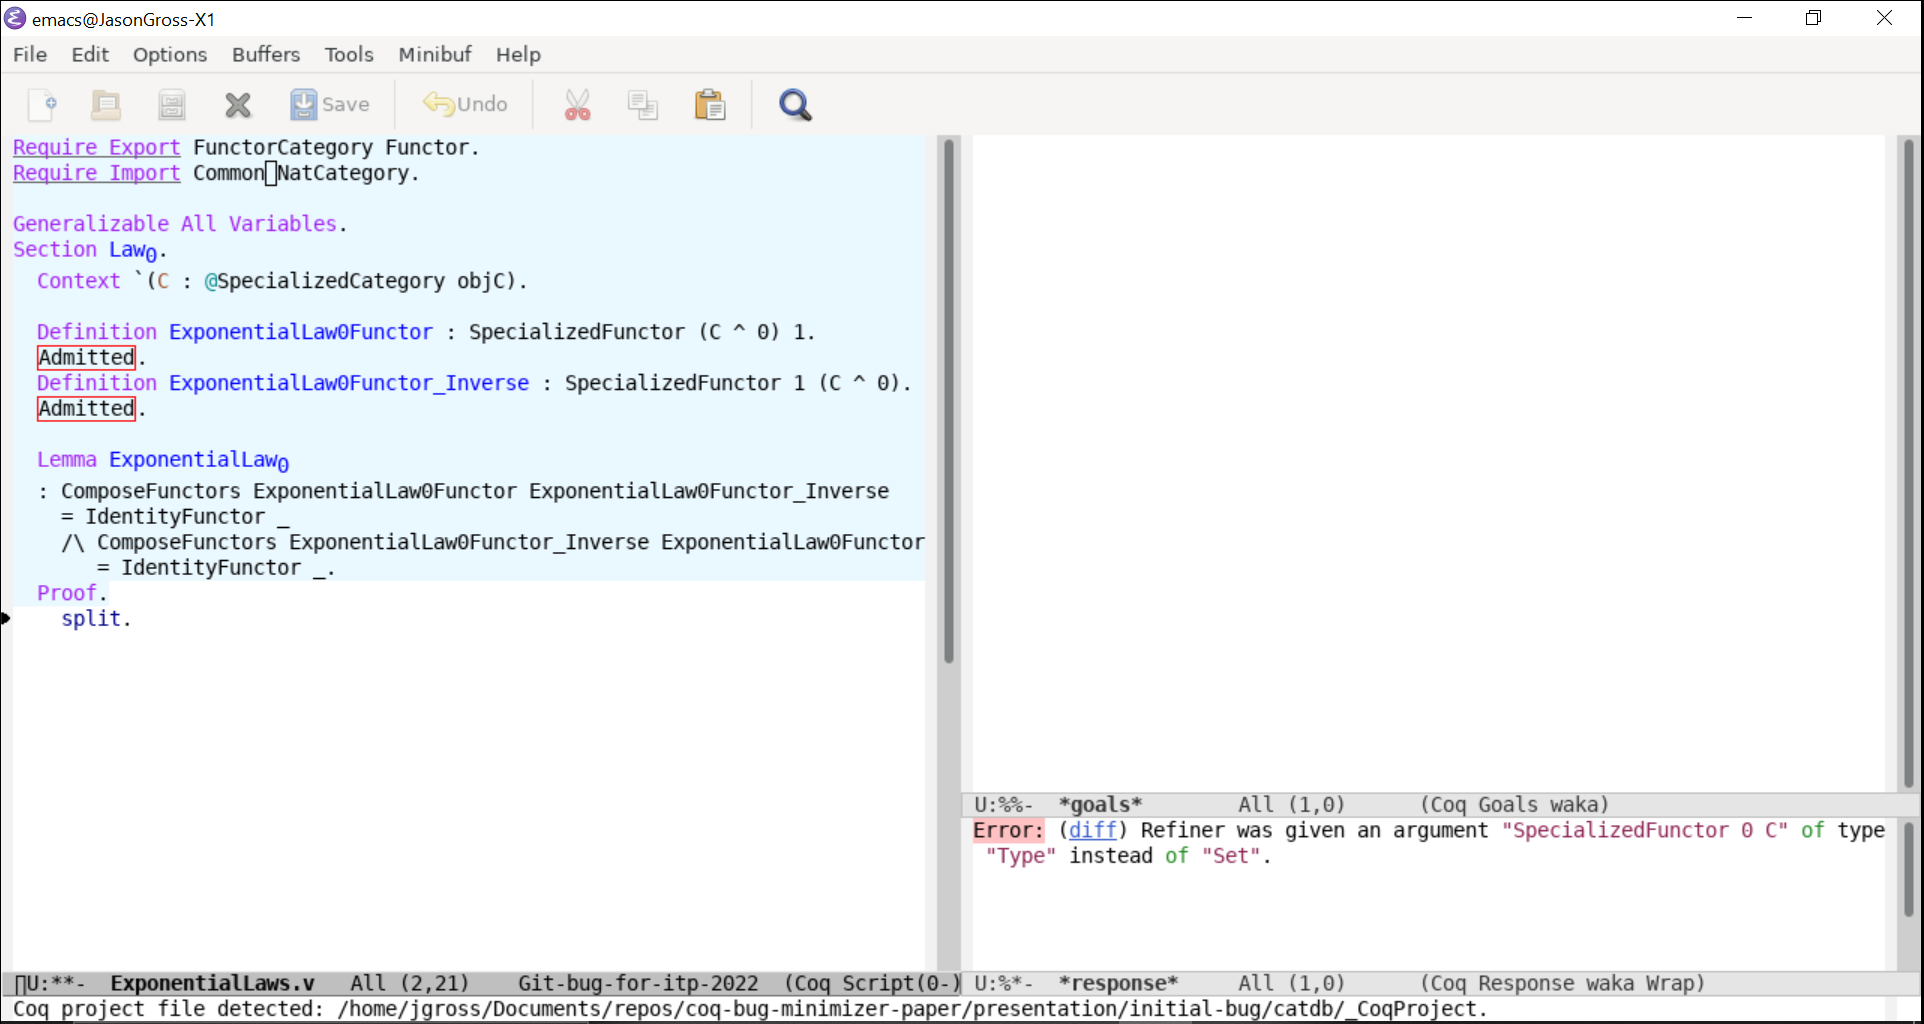 emacs@JasonGross-X1
File Edit Options Buffers Tools Minibuf Help
Save Undo
Require Export FunctorCategory Functor.
Require Import Common NatCategory.
Generalizable All Variables.
Section Law0.
Context `(C : @SpecializedCategory objC).
Definition ExponentialLaw0Functor : SpecializedFunctor (C ^ 0) 1.
Admitted.
Definition ExponentialLaw0Functor_Inverse : SpecializedFunctor 1 (C ^ 0).
Admitted.
Lemma ExponentialLaw0
: ComposeFunctors ExponentialLaw0Functor ExponentialLaw0Functor_Inverse
= IdentityFunctor _
/\ ComposeFunctors ExponentialLaw0Functor_Inverse ExponentialLaw0Functor
= IdentityFunctor _.
Proof.
split.
U:%%-  *goals*        All (1,0)      (Coq Goals waka)
Error: (diff) Refiner was given an argument "SpecializedFunctor 0 C" of type
"Type" instead of "Set".
U:**-  ExponentialLaws.v   All (2,21)    Git-bug-for-itp-2022  (Coq Script(0-)
U:%*-  *response*     All (1,0)      (Coq Response waka Wrap)
Coq project file detected: /home/jgross/Documents/repos/coq-bug-minimizer-paper/presentation/initial-bug/catdb/_CoqProject.